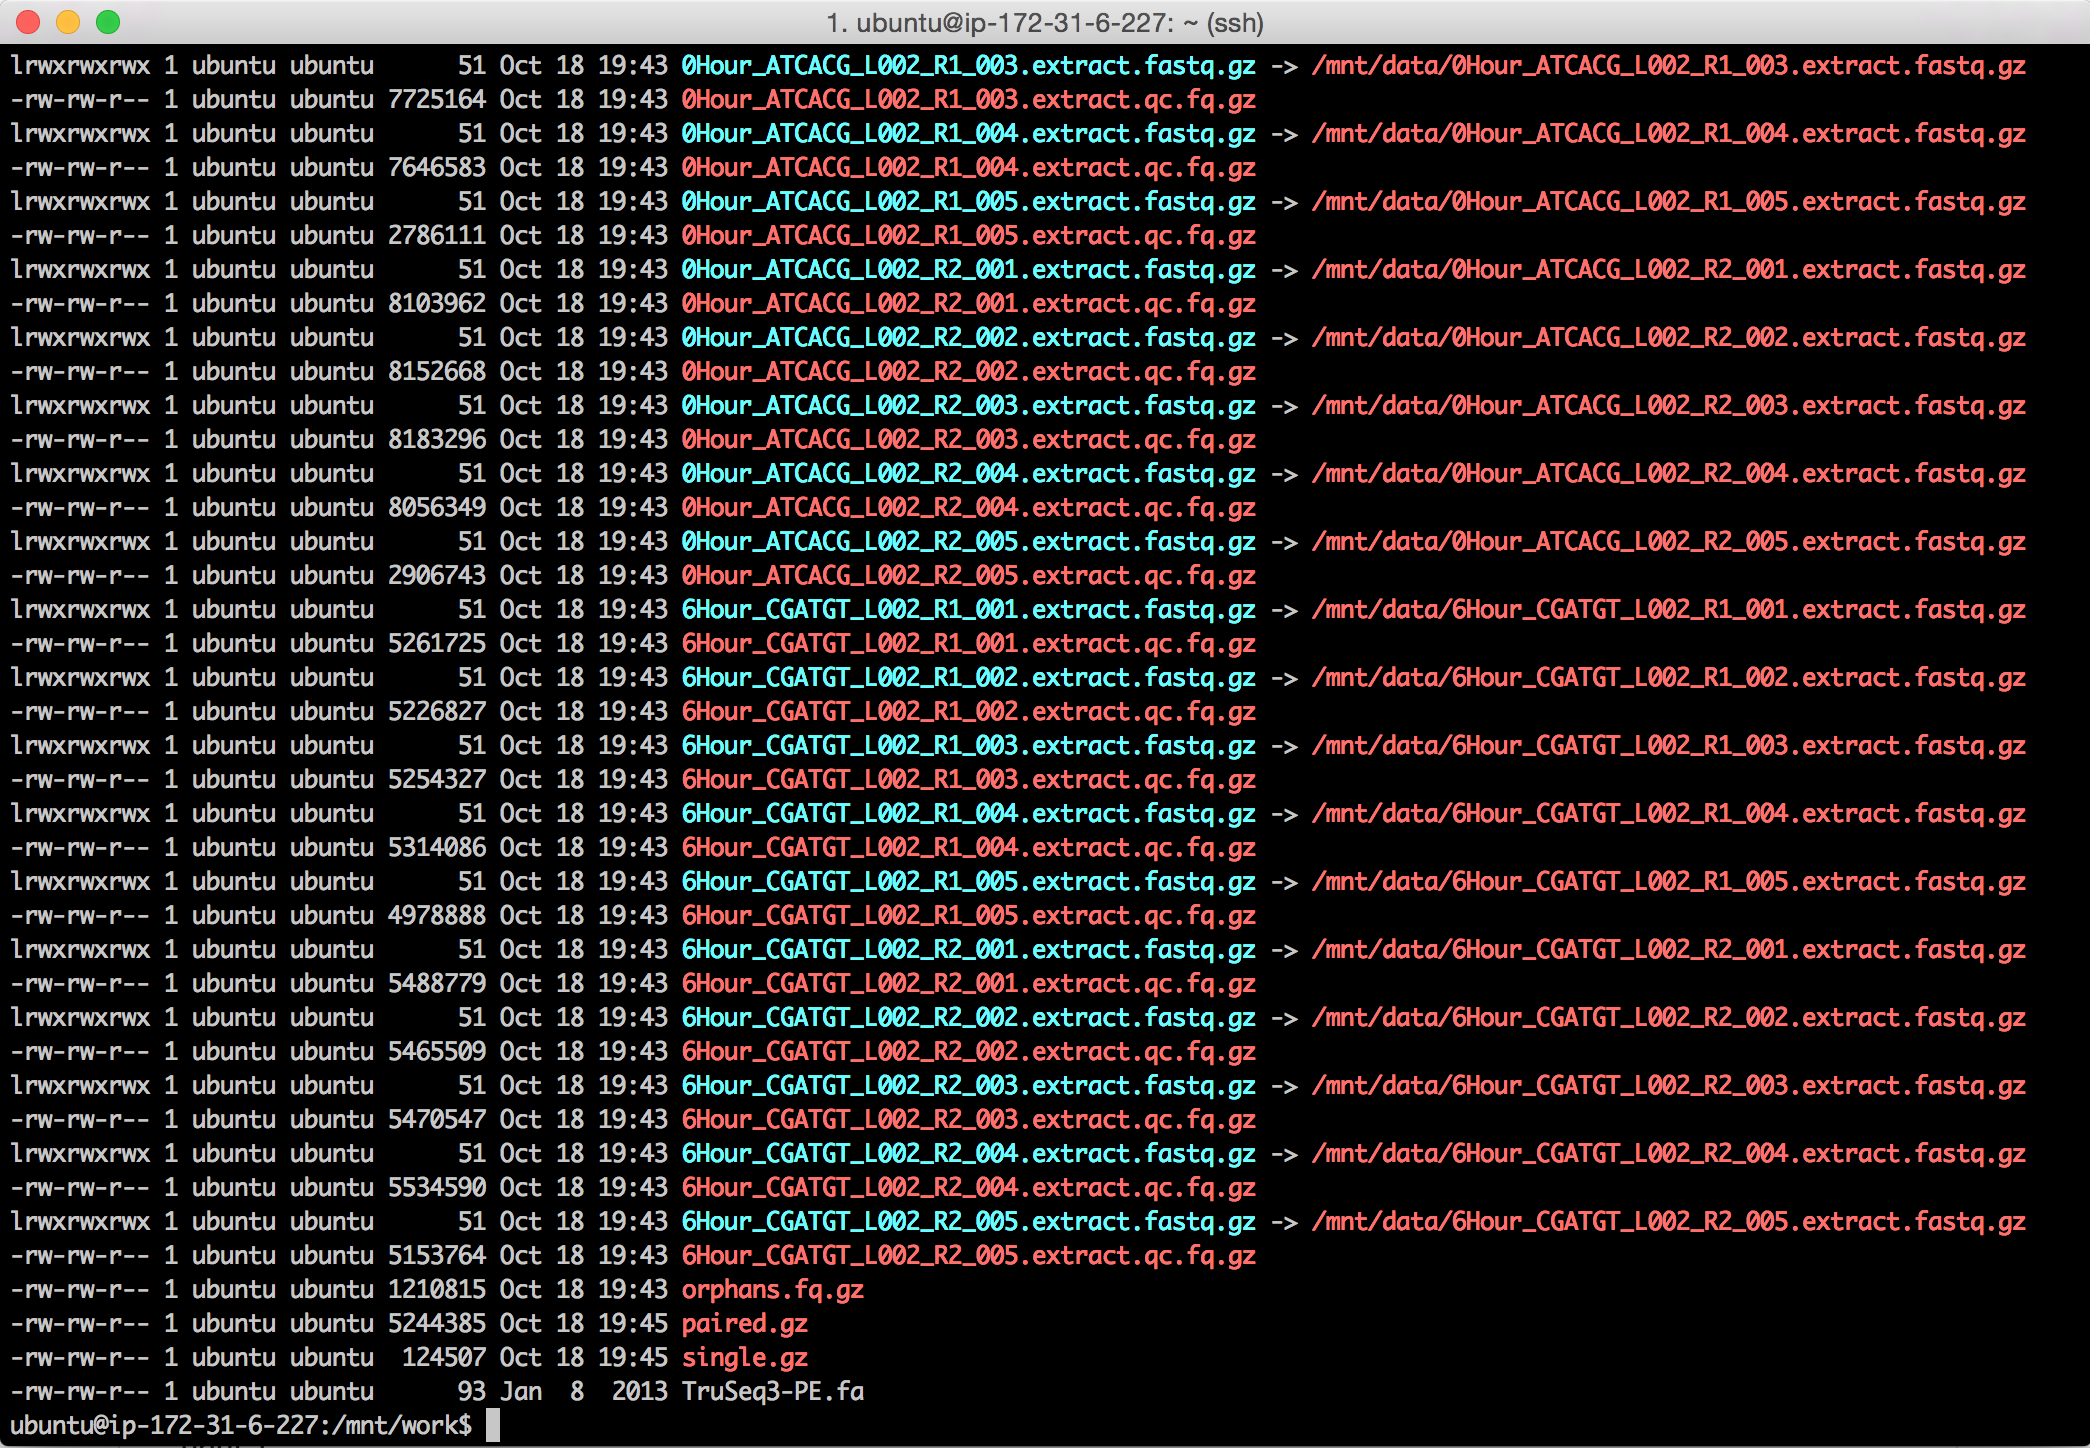 1. ubuntu@ip-172-31-6-227: ~ (ssh)
lrwxrwxrwx 1 ubuntu ubuntu      51 Oct 18 19:43 0Hour_ATCACG_L002_R1_003.extract.fastq.gz -> /mnt/data/0Hour_ATCACG_L002_R1_003.extract.fastq.gz
-rw-rw-r-- 1 ubuntu ubuntu 7725164 Oct 18 19:43 0Hour_ATCACG_L002_R1_003.extract.qc.fq.gz
lrwxrwxrwx 1 ubuntu ubuntu      51 Oct 18 19:43 0Hour_ATCACG_L002_R1_004.extract.fastq.gz -> /mnt/data/0Hour_ATCACG_L002_R1_004.extract.fastq.gz
-rw-rw-r-- 1 ubuntu ubuntu 7646583 Oct 18 19:43 0Hour_ATCACG_L002_R1_004.extract.qc.fq.gz
lrwxrwxrwx 1 ubuntu ubuntu      51 Oct 18 19:43 0Hour_ATCACG_L002_R1_005.extract.fastq.gz -> /mnt/data/0Hour_ATCACG_L002_R1_005.extract.fastq.gz
-rw-rw-r-- 1 ubuntu ubuntu 2786111 Oct 18 19:43 0Hour_ATCACG_L002_R1_005.extract.qc.fq.gz
lrwxrwxrwx 1 ubuntu ubuntu      51 Oct 18 19:43 0Hour_ATCACG_L002_R2_001.extract.fastq.gz -> /mnt/data/0Hour_ATCACG_L002_R2_001.extract.fastq.gz
-rw-rw-r-- 1 ubuntu ubuntu 8103962 Oct 18 19:43 0Hour_ATCACG_L002_R2_001.extract.qc.fq.gz
lrwxrwxrwx 1 ubuntu ubuntu      51 Oct 18 19:43 0Hour_ATCACG_L002_R2_002.extract.fastq.gz -> /mnt/data/0Hour_ATCACG_L002_R2_002.extract.fastq.gz
-rw-rw-r-- 1 ubuntu ubuntu 8152668 Oct 18 19:43 0Hour_ATCACG_L002_R2_002.extract.qc.fq.gz
lrwxrwxrwx 1 ubuntu ubuntu      51 Oct 18 19:43 0Hour_ATCACG_L002_R2_003.extract.fastq.gz -> /mnt/data/0Hour_ATCACG_L002_R2_003.extract.fastq.gz
-rw-rw-r-- 1 ubuntu ubuntu 8183296 Oct 18 19:43 0Hour_ATCACG_L002_R2_003.extract.qc.fq.gz
lrwxrwxrwx 1 ubuntu ubuntu      51 Oct 18 19:43 0Hour_ATCACG_L002_R2_004.extract.fastq.gz -> /mnt/data/0Hour_ATCACG_L002_R2_004.extract.fastq.gz
-rw-rw-r-- 1 ubuntu ubuntu 8056349 Oct 18 19:43 0Hour_ATCACG_L002_R2_004.extract.qc.fq.gz
lrwxrwxrwx 1 ubuntu ubuntu      51 Oct 18 19:43 0Hour_ATCACG_L002_R2_005.extract.fastq.gz -> /mnt/data/0Hour_ATCACG_L002_R2_005.extract.fastq.gz
-rw-rw-r-- 1 ubuntu ubuntu 2906743 Oct 18 19:43 0Hour_ATCACG_L002_R2_005.extract.qc.fq.gz
lrwxrwxrwx 1 ubuntu ubuntu      51 Oct 18 19:43 6Hour_CGATGT_L002_R1_001.extract.fastq.gz -> /mnt/data/6Hour_CGATGT_L002_R1_001.extract.fastq.gz
-rw-rw-r-- 1 ubuntu ubuntu 5261725 Oct 18 19:43 6Hour_CGATGT_L002_R1_001.extract.qc.fq.gz
lrwxrwxrwx 1 ubuntu ubuntu      51 Oct 18 19:43 6Hour_CGATGT_L002_R1_002.extract.fastq.gz -> /mnt/data/6Hour_CGATGT_L002_R1_002.extract.fastq.gz
-rw-rw-r-- 1 ubuntu ubuntu 5226827 Oct 18 19:43 6Hour_CGATGT_L002_R1_002.extract.qc.fq.gz
lrwxrwxrwx 1 ubuntu ubuntu      51 Oct 18 19:43 6Hour_CGATGT_L002_R1_003.extract.fastq.gz -> /mnt/data/6Hour_CGATGT_L002_R1_003.extract.fastq.gz
-rw-rw-r-- 1 ubuntu ubuntu 5254327 Oct 18 19:43 6Hour_CGATGT_L002_R1_003.extract.qc.fq.gz
lrwxrwxrwx 1 ubuntu ubuntu      51 Oct 18 19:43 6Hour_CGATGT_L002_R1_004.extract.fastq.gz -> /mnt/data/6Hour_CGATGT_L002_R1_004.extract.fastq.gz
-rw-rw-r-- 1 ubuntu ubuntu 5314086 Oct 18 19:43 6Hour_CGATGT_L002_R1_004.extract.qc.fq.gz
lrwxrwxrwx 1 ubuntu ubuntu      51 Oct 18 19:43 6Hour_CGATGT_L002_R1_005.extract.fastq.gz -> /mnt/data/6Hour_CGATGT_L002_R1_005.extract.fastq.gz
-rw-rw-r-- 1 ubuntu ubuntu 4978888 Oct 18 19:43 6Hour_CGATGT_L002_R1_005.extract.qc.fq.gz
lrwxrwxrwx 1 ubuntu ubuntu      51 Oct 18 19:43 6Hour_CGATGT_L002_R2_001.extract.fastq.gz -> /mnt/data/6Hour_CGATGT_L002_R2_001.extract.fastq.gz
-rw-rw-r-- 1 ubuntu ubuntu 5488779 Oct 18 19:43 6Hour_CGATGT_L002_R2_001.extract.qc.fq.gz
lrwxrwxrwx 1 ubuntu ubuntu      51 Oct 18 19:43 6Hour_CGATGT_L002_R2_002.extract.fastq.gz -> /mnt/data/6Hour_CGATGT_L002_R2_002.extract.fastq.gz
-rw-rw-r-- 1 ubuntu ubuntu 5465509 Oct 18 19:43 6Hour_CGATGT_L002_R2_002.extract.qc.fq.gz
lrwxrwxrwx 1 ubuntu ubuntu      51 Oct 18 19:43 6Hour_CGATGT_L002_R2_003.extract.fastq.gz -> /mnt/data/6Hour_CGATGT_L002_R2_003.extract.fastq.gz
-rw-rw-r-- 1 ubuntu ubuntu 5470547 Oct 18 19:43 6Hour_CGATGT_L002_R2_003.extract.qc.fq.gz
lrwxrwxrwx 1 ubuntu ubuntu      51 Oct 18 19:43 6Hour_CGATGT_L002_R2_004.extract.fastq.gz -> /mnt/data/6Hour_CGATGT_L002_R2_004.extract.fastq.gz
-rw-rw-r-- 1 ubuntu ubuntu 5534590 Oct 18 19:43 6Hour_CGATGT_L002_R2_004.extract.qc.fq.gz
lrwxrwxrwx 1 ubuntu ubuntu      51 Oct 18 19:43 6Hour_CGATGT_L002_R2_005.extract.fastq.gz -> /mnt/data/6Hour_CGATGT_L002_R2_005.extract.fastq.gz
-rw-rw-r-- 1 ubuntu ubuntu 5153764 Oct 18 19:43 6Hour_CGATGT_L002_R2_005.extract.qc.fq.gz
-rw-rw-r-- 1 ubuntu ubuntu 1210815 Oct 18 19:43 orphans.fq.gz
-rw-rw-r-- 1 ubuntu ubuntu 5244385 Oct 18 19:45 paired.gz
-rw-rw-r-- 1 ubuntu ubuntu  124507 Oct 18 19:45 single.gz
-rw-rw-r-- 1 ubuntu ubuntu      93 Jan  8  2013 TruSeq3-PE.fa
ubuntu@ip-172-31-6-227:/mnt/work$